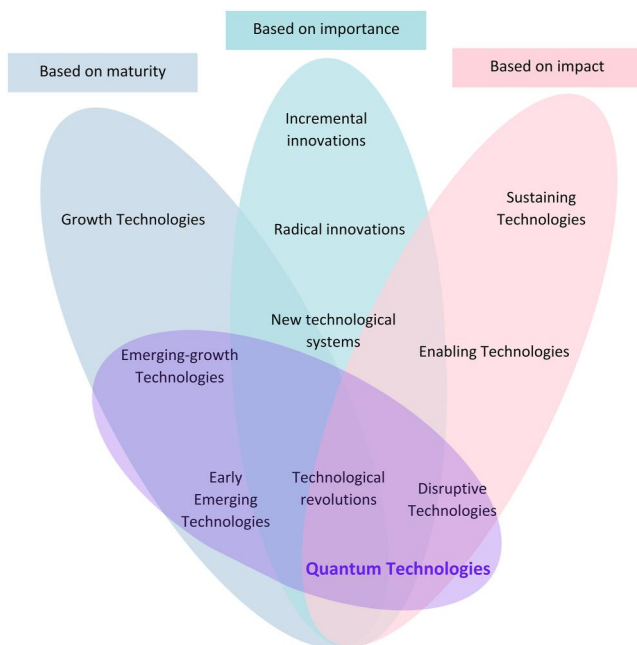 Based on importance
Based on maturity
Based on impact
Incremental
innovations
Sustaining
Technologies
Growth Technologies
Radical innovations
New technological
systems
Emerging-growth
Technologies
Enabling Technologies
Early
Emerging
Technologies
Technological
revolutions
Disruptive
Technologies
Quantum Technologies